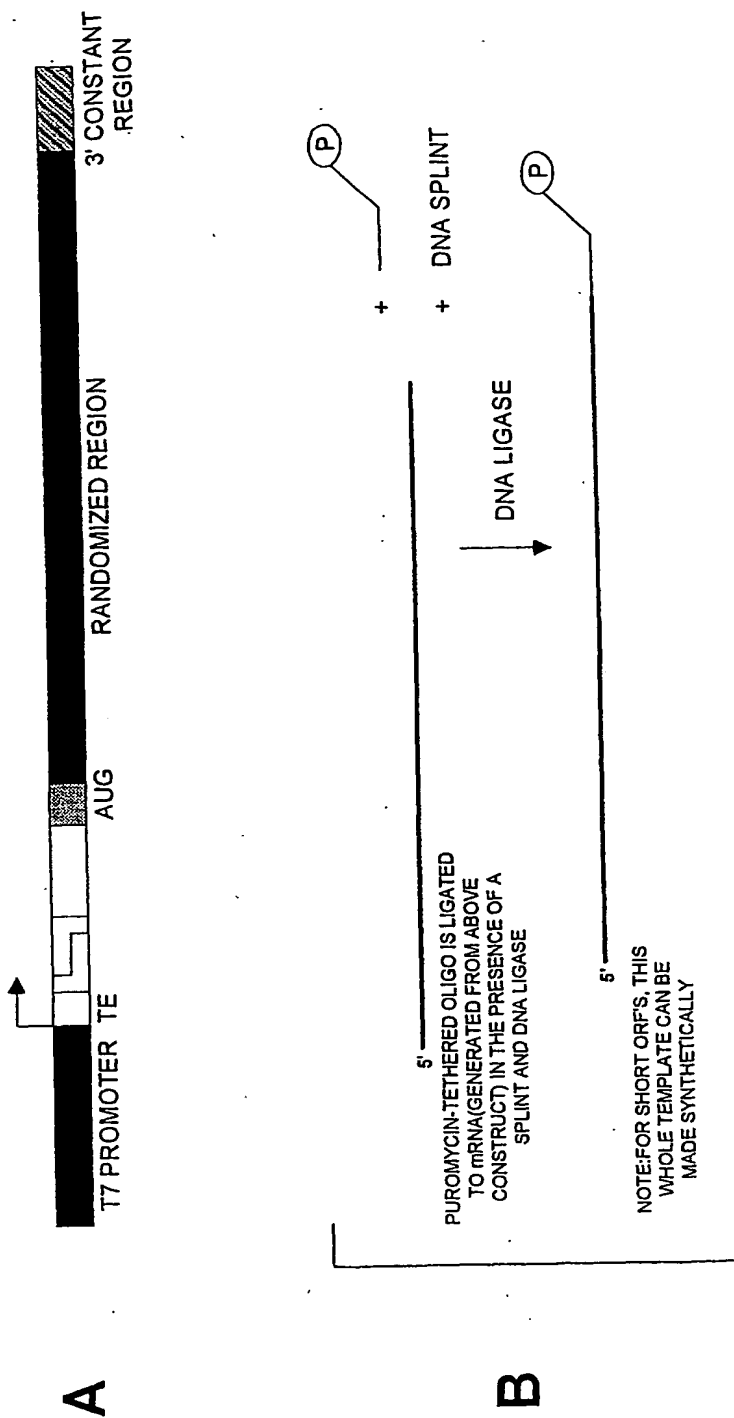 A
T7 PROMOTER TE AUG RANDOMIZED REGION 3' CONSTANT
REGION
B
5'
+
P
PUROMYCIN-TETHERED OLIGO IS LIGATED
TO mRNA(GENERATED FROM ABOVE
CONSTRUCT) IN THE PRESENCE OF A
SPLINT AND DNA LIGASE
+ DNA SPLINT
DNA LIGASE
5'
P
NOTE:FOR SHORT ORF'S, THIS
WHOLE TEMPLATE CAN BE
MADE SYNTHETICALLY